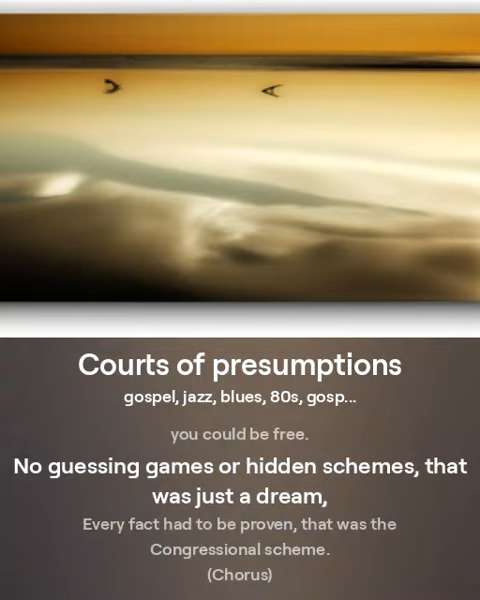 Courts of presumptions
gospel, jazz, blues, 80s, gosp...
you could be free.
No guessing games or hidden schemes, that
was just a dream,
Every fact had to be proven, that was the
Congressional scheme.
(Chorus)